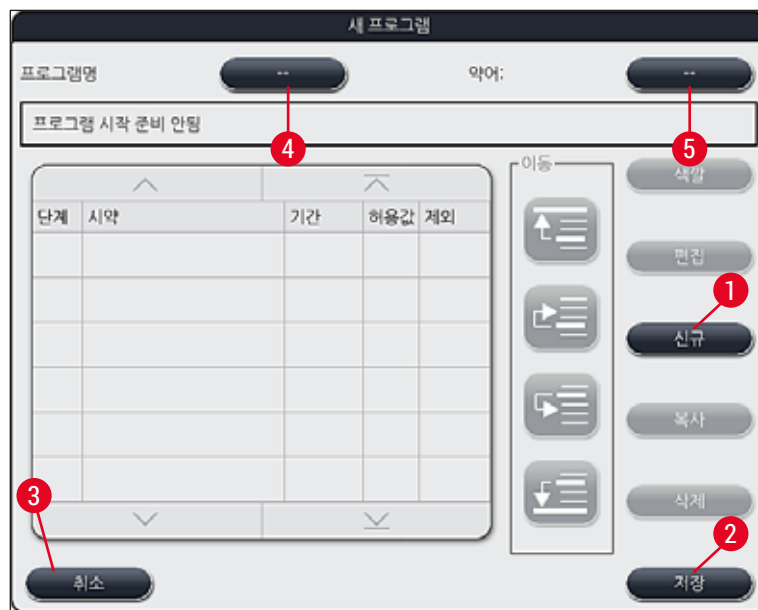 새 프로그램
프로그램명 -- 약어: --
4 5
프로그램 시작 준비 안됨
이동
색깔
단계 시약 기간 허용값 제외
편집
1
신규
복사
3
삭제
2
취소 저장